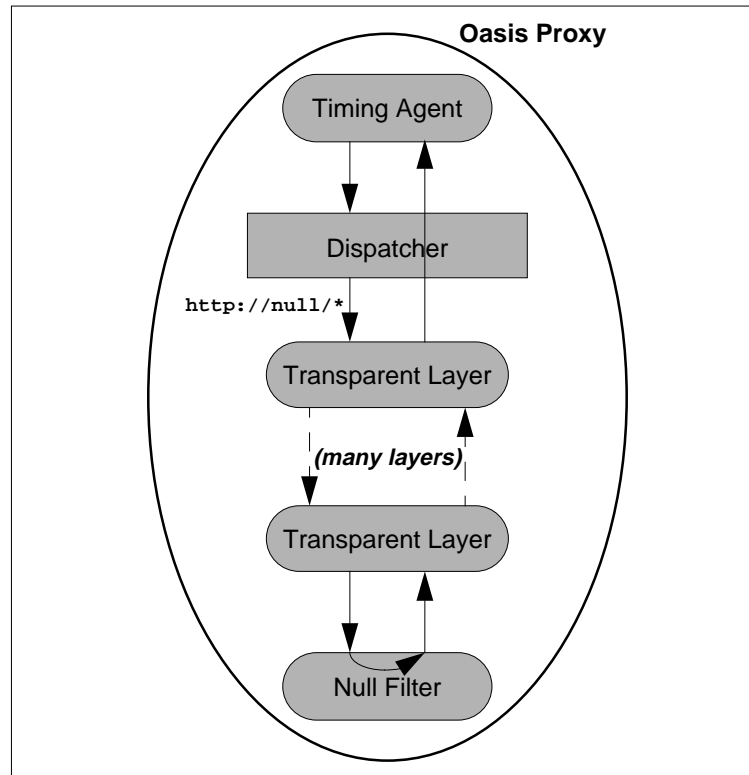 Oasis Proxy
Timing Agent
Dispatcher
http://null/*
Transparent Layer
(many layers)
Transparent Layer
Null Filter